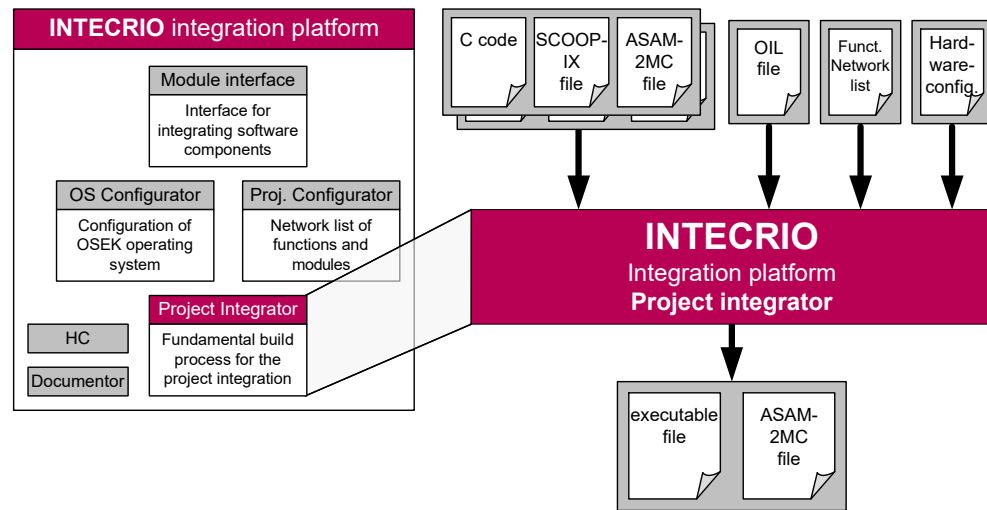 INTECRIO integration platform
Module interface
Interface for
integrating software
components
OS Configurator
Configuration of
OSEK operating
system
Proj. Configurator
Network list of
functions and
modules
Project Integrator
Fundamental build
process for the
project integration
HC
Documentor
C code
SCOOP-
IX
file
ASAM-
2MC
file
OIL
file
Funct.
Network
list
Hard-
ware-
config.
INTECRIO
Integration platform
Project integrator
executable
file
ASAM-
2MC
file